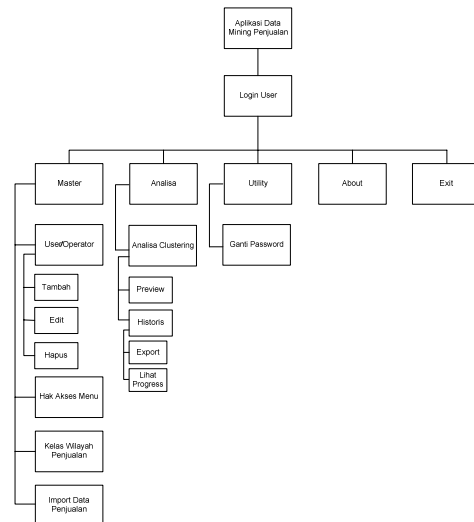 Aplikasi Data
Mining Penjualan
Login User
Master
Analisa
Utility
About
Exit
User/Operator
Analisa Clustering
Ganti Password
Tambah
Preview
Edit
Historis
Hapus
Export
Lihat
Progress
Hak Akses Menu
Kelas Wilayah
Penjualan
Import Data
Penjualan